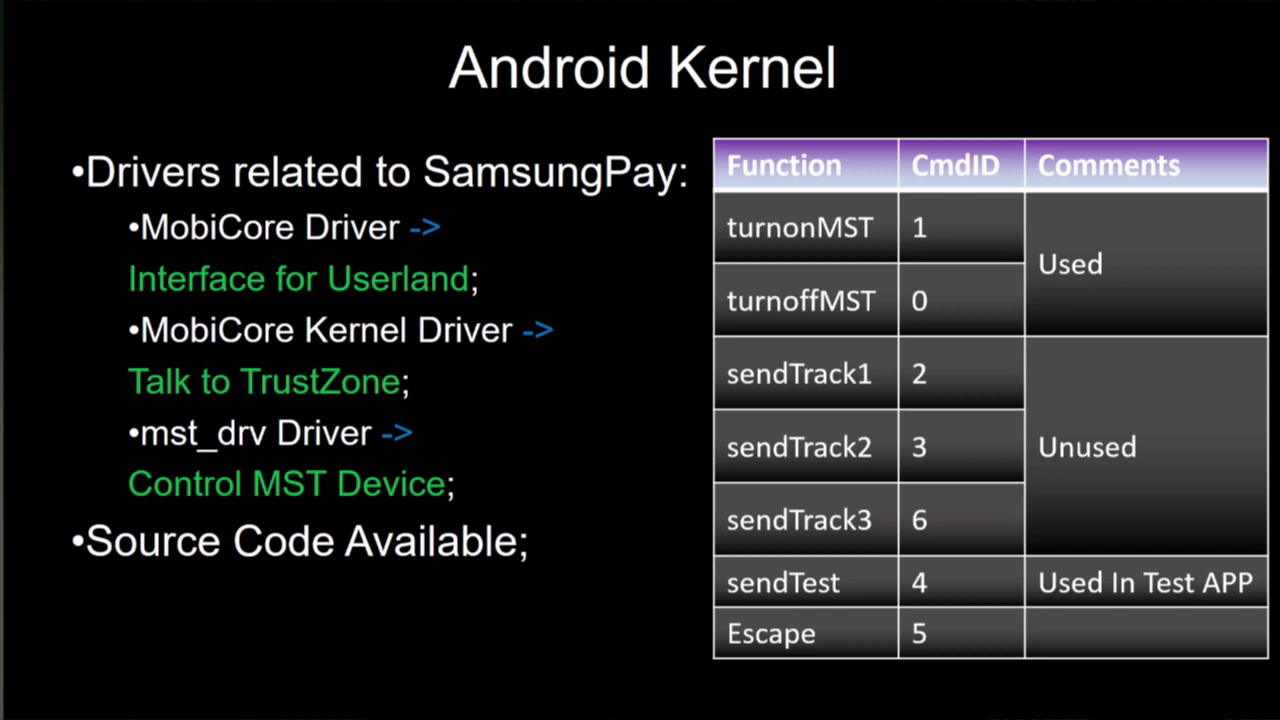 Android Kernel
•Drivers related to SamsungPay:
•MobiCore Driver ->
Interface for Userland;
•MobiCore Kernel Driver ->
Talk to TrustZone;
•mst_drv Driver ->
Control MST Device;
•Source Code Available;
Function CmdID Comments
turnonMST 1
Used
turnoffMST 0
sendTrack1 2
sendTrack2 3 Unused
sendTrack3 6
sendTest 4 Used In Test APP
Escape 5